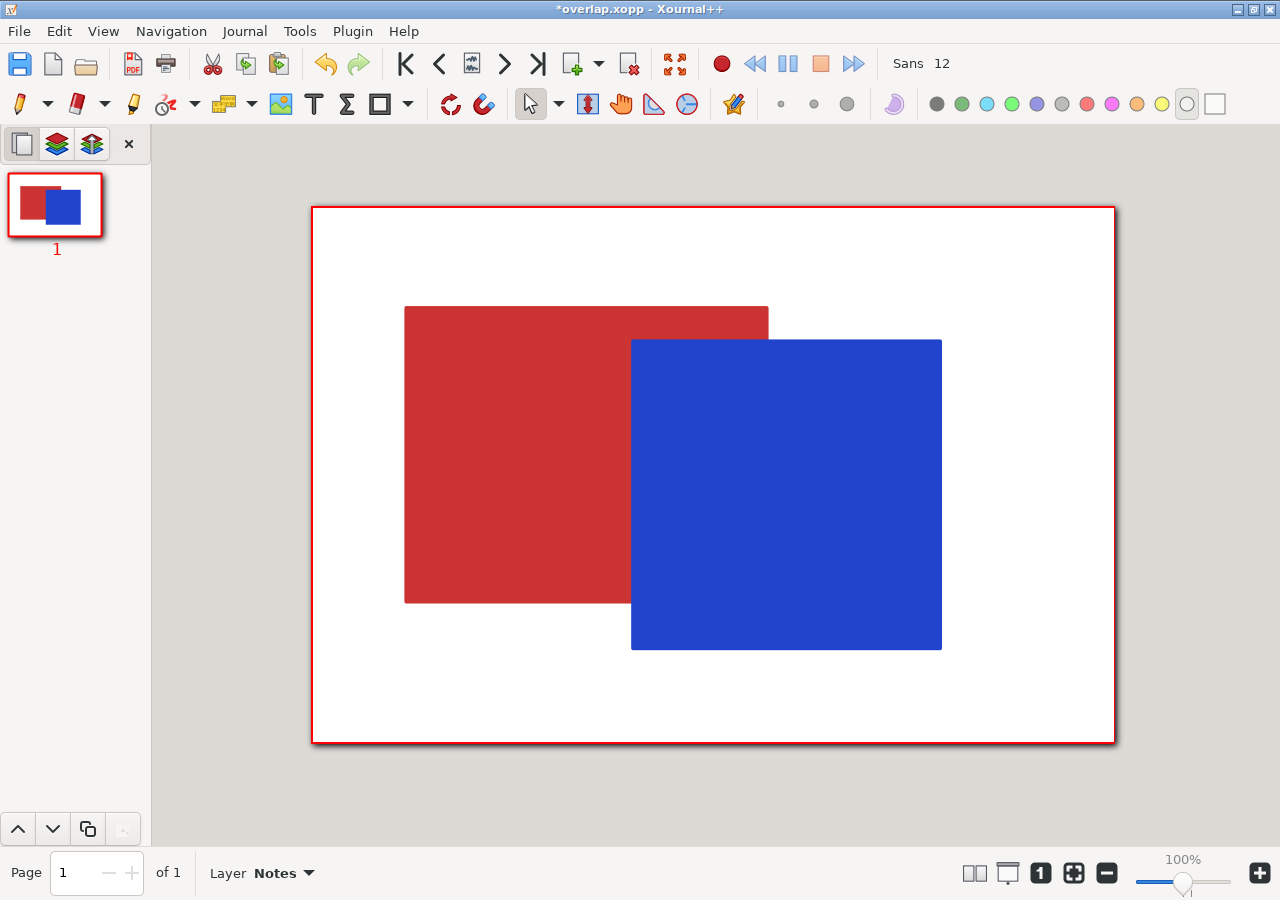 *overlap.xopp - Xournal++
File Edit View Navigation Journal Tools Plugin Help
Sans 12
1
Page 1 of 1 Layer Notes 100%